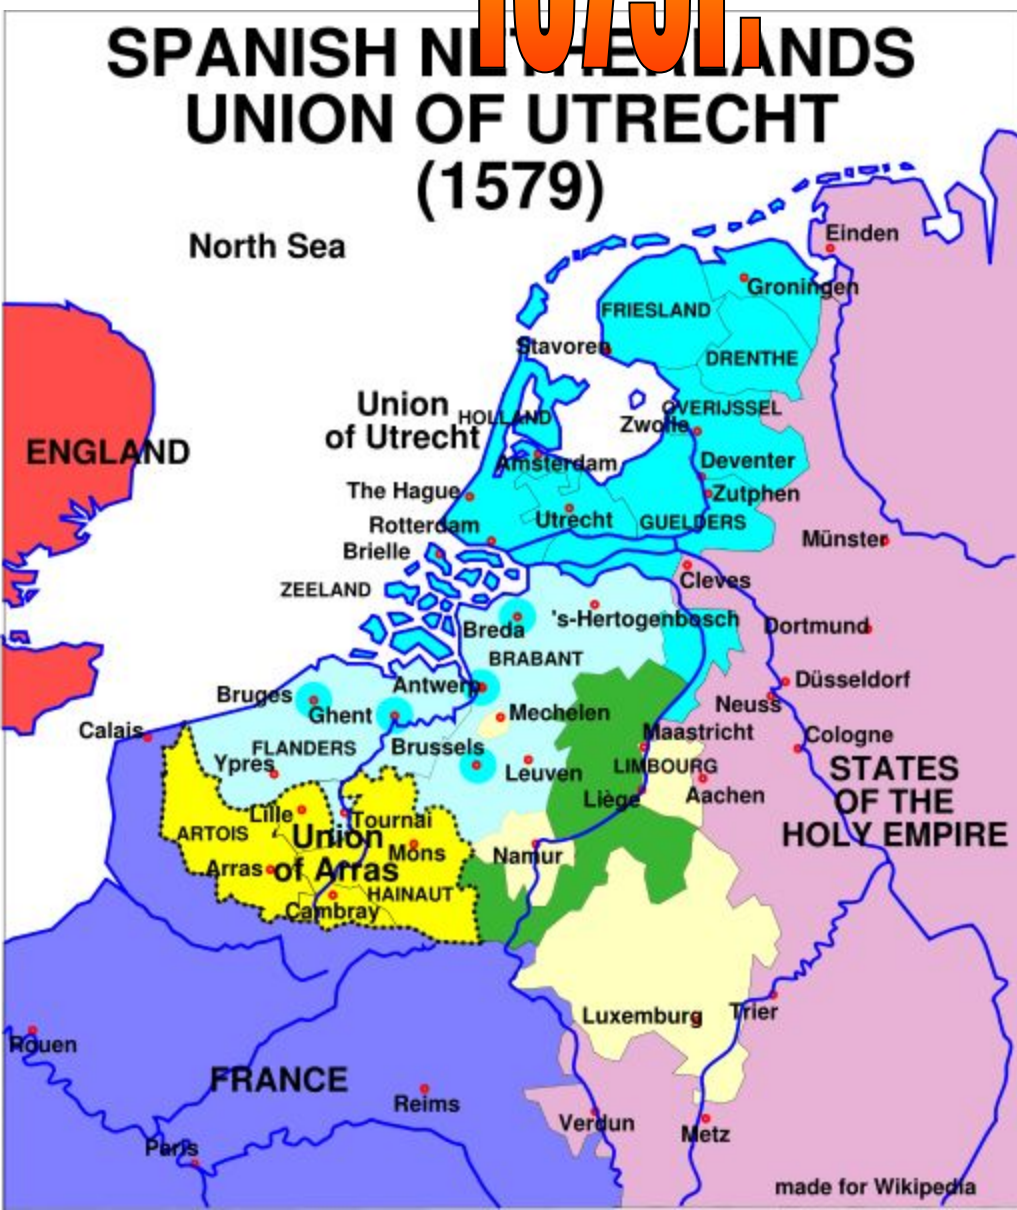 SPANISH NETHERLANDS
UNION OF UTRECHT
(1579)
North Sea
Einden
Groningen
FRIESLAND
Stavoren
DRENTHE
Union
of Utrecht
HOLLAND
OVERIJSSEL
Zwolle
ENGLAND
Amsterdam
Deventer
The Hague
Zutphen
Rotterdam
Utrecht
GUELDERS
Brielle
Münster
ZEELAND
Cleves
's-Hertogenbosch
Breda
Dortmund
BRABANT
Antwerp
Düsseldorf
Bruges
Neuss
Ghent
Mechelen
Calais
Maastricht
Cologne
FLANDERS
Brussels
Ypres
Leuven
LIMBOURG
STATES
OF THE
HOLY EMPIRE
Liège
Aachen
Lille
Tournai
ARTOIS
Union
of Arras
Mons
Namur
Arras
HAINAUT
Cambray
Luxemburg
Trier
Rouen
FRANCE
Reims
Verdun
Metz
Paris
made for Wikipedia